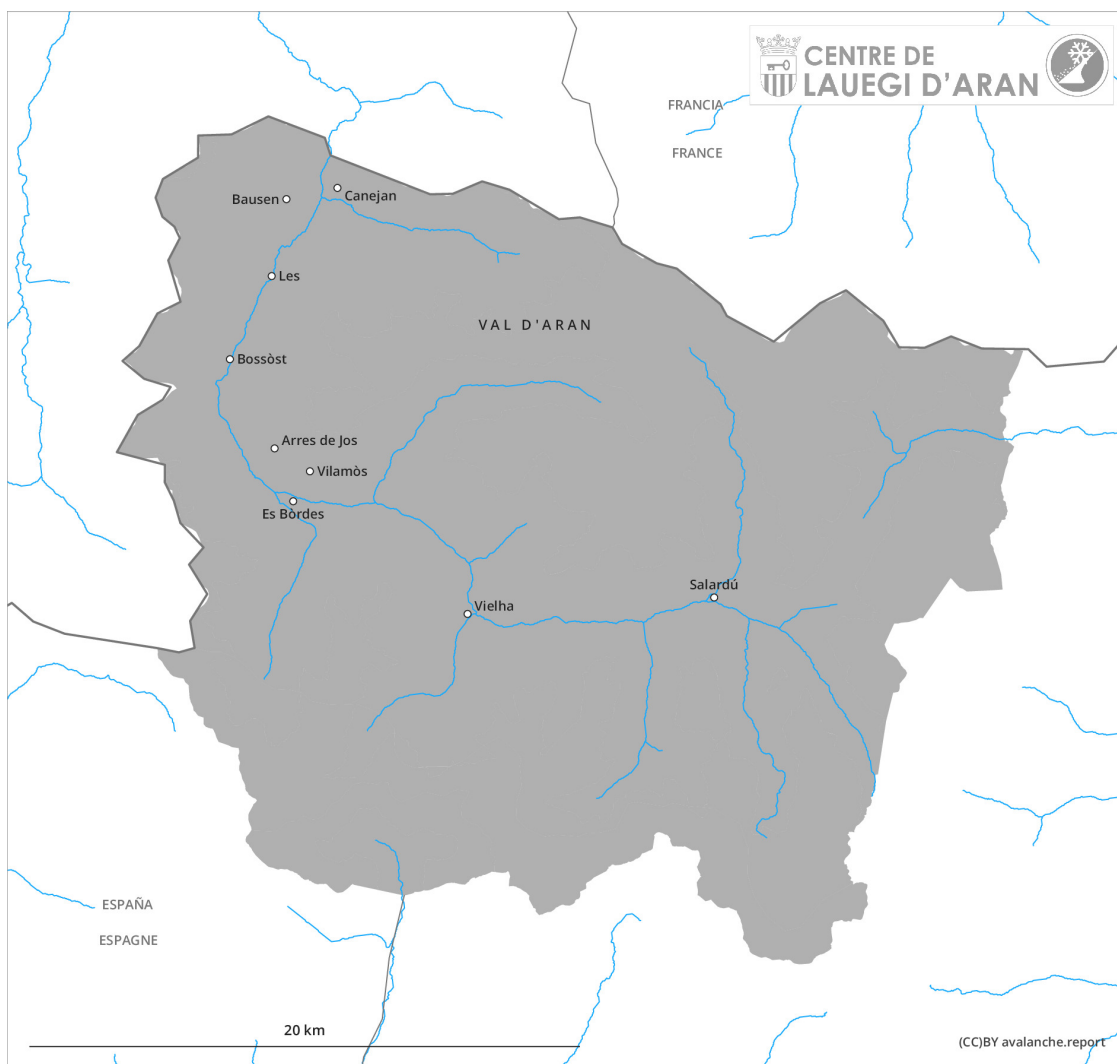 CENTRE DE
LAUEGI D'ARAN
FRANCIA
FRANCE
Canejan
Bausen
Les
VAL D'ARAN
Bossòst
Arres de Jos
Vilamòs
Es Bòrdes
Salardú
Vielha
ESPAÑA
ESPAGNE
20 km
(CC)BY avalanche.report